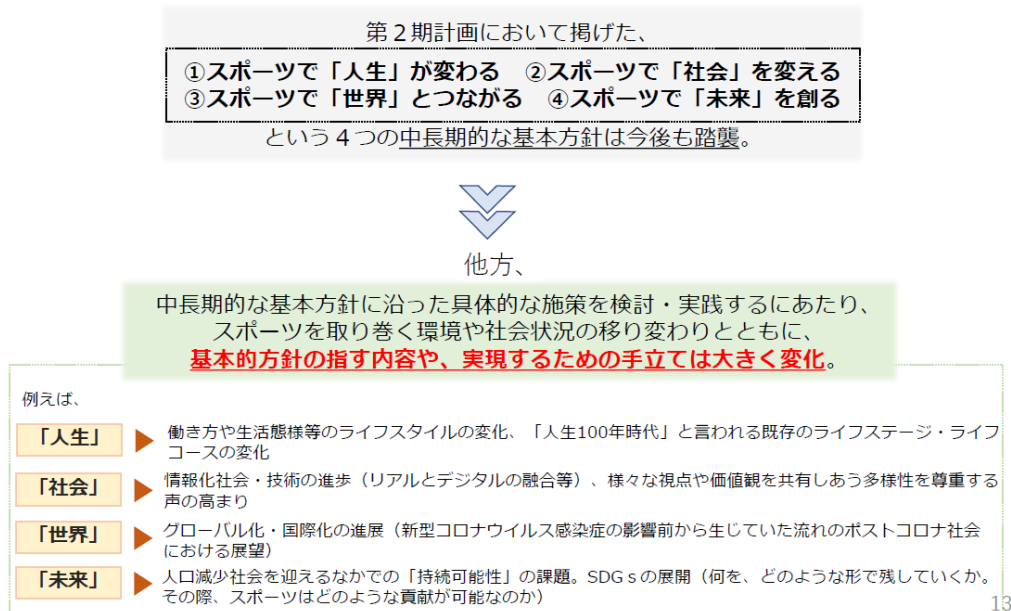 第２期計画において掲げた、
①スポーツで「人生」が変わる　②スポーツで「社会」を変える
③スポーツで「世界」とつながる　④スポーツで「未来」を創る
という４つの中長期的な基本方針は今後も踏襲。
他方、
中長期的な基本方針に沿った具体的な施策を検討・実践するにあたり、
スポーツを取り巻く環境や社会状況の移り変わりとともに、
基本的方針の指す内容や、実現するための手立ては大きく変化。
例えば、
「人生」
働き方や生活態様等のライフスタイルの変化、「人生100年時代」と言われる既存のライフステージ・ライフ
コースの変化
「社会」
情報化社会・技術の進歩（リアルとデジタルの融合等）、様々な視点や価値観を共有しあう多様性を尊重する
声の高まり
「世界」
グローバル化・国際化の進展（新型コロナウイルス感染症の影響前から生じていた流れのポストコロナ社会
における展望）
「未来」
人口減少社会を迎えるなかでの「持続可能性」の課題。SDGｓの展開（何を、どのような形で残していくか。
その際、スポーツはどのような貢献が可能なのか）
13